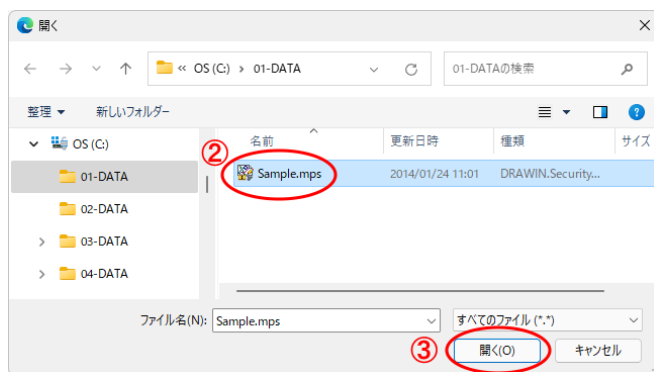 開く
« OS (C:) › 01-DATA
01-DATAの検索
整理
新しいフォルダー
OS (C:)
01-DATA
02-DATA
03-DATA
04-DATA
②
名前
更新日時
種類
サイズ
Sample.mps
2014/01/24 11:01
DRAWIN.Security...
ファイル名(N):
Sample.mps
すべてのファイル (*.*)
③
開く(O)
キャンセル